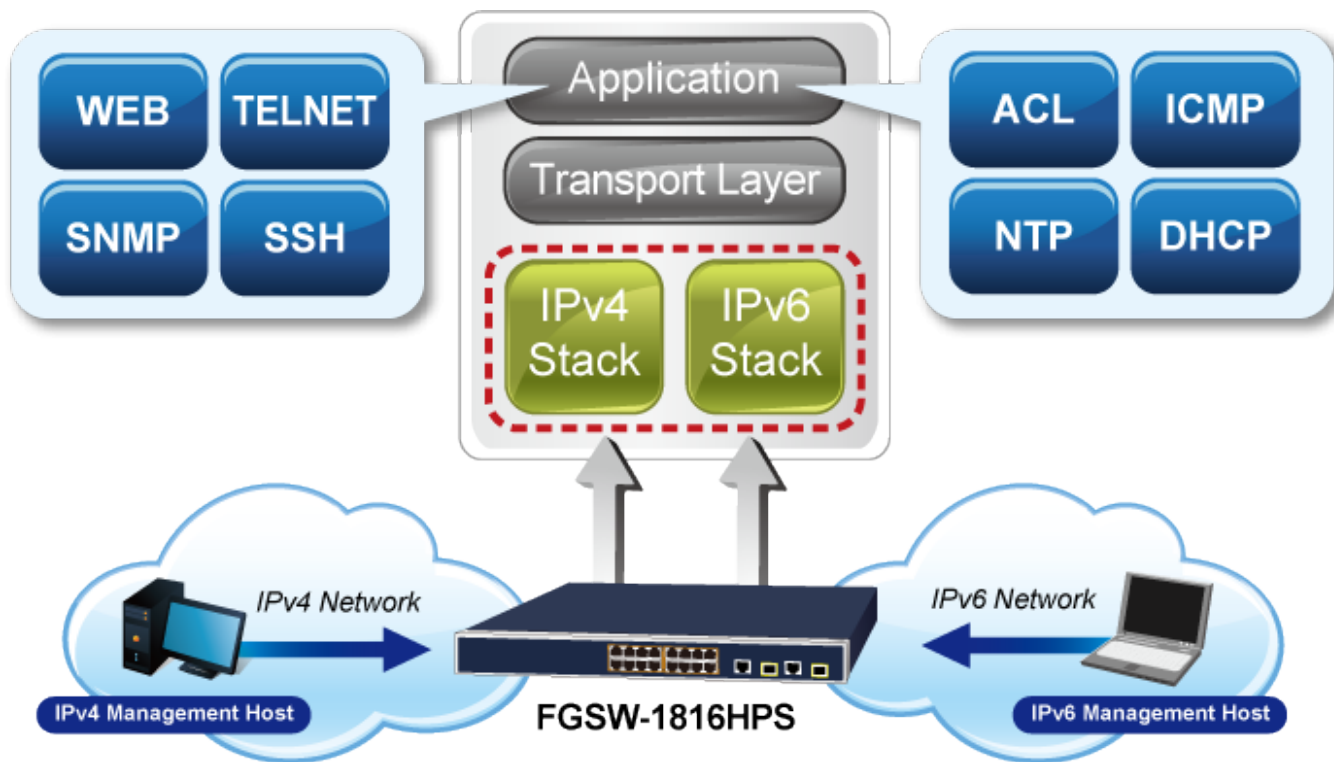 WEB
TELNET
SNMP
SSH
Application
Transport Layer
IPv4
Stack
IPv6
Stack
ACL
ICMP
NTP
DHCP
IPv4 Network
IPv4 Management Host
FGSW-1816HPS
IPv6 Network
IPv6 Management Host